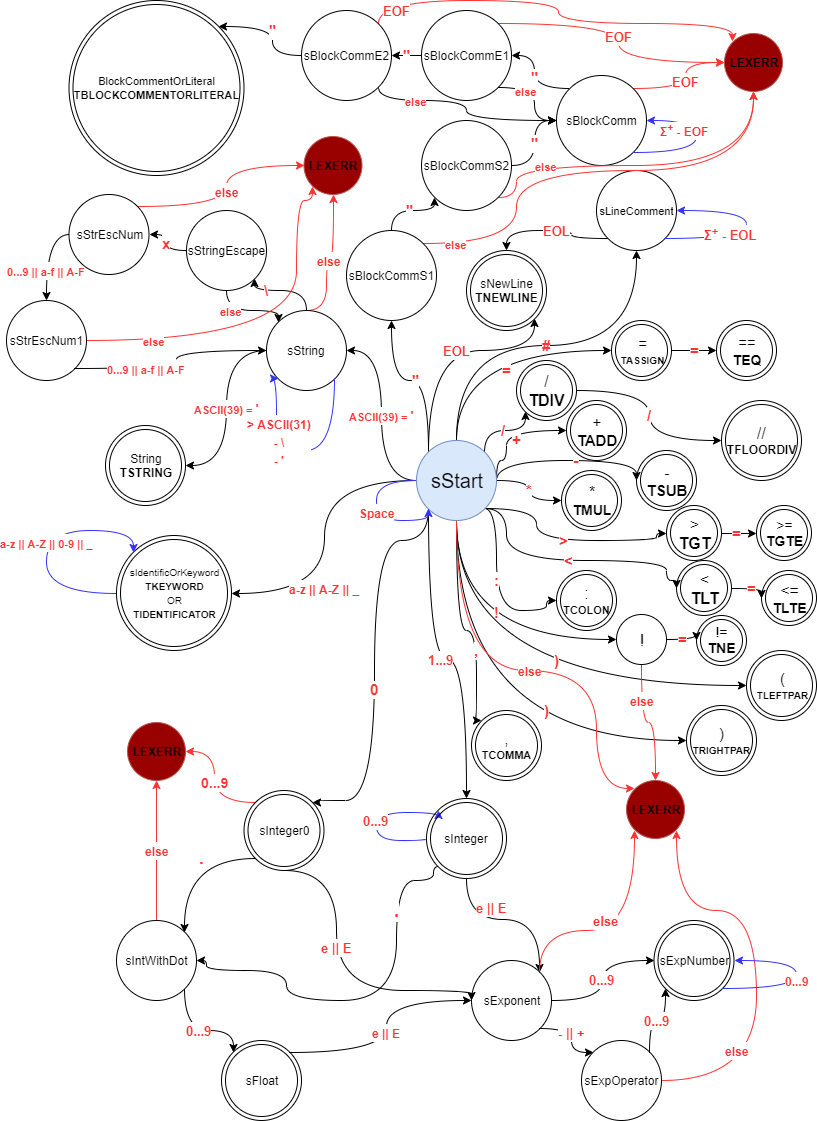 EOF
"
sBlockCommE2
"
sBlockCommE1
EOF
LEXERR
BlockCommentOrLiteral
TBLOCKCOMMENTORLITERAL
"
EOF
else
else
sBlockComm
Σ+ - EOF
"
sBlockCommS2
else
LEXERR
else
sStrEscNum
"
sLineComment
x
sStringEscape
EOL
Σ+ - EOL
else
else
sBlockCommS1
0...9 || a-f || A-F
\
sNewLine
TNEWLINE
else
sStrEscNum1
else
sString
EOL
#
=
=
TASSIGN
=
==
TEQ
0...9 || a-f || A-F
"
/
TDIV
ASCII(39) = '
ASCII(39) = '
> ASCII(31)
- \
- '
/
+
+
TADD
/
//
TFLOORDIV
String
TSTRING
sStart
-
-
TSUB
*
*
TMUL
Space
>
>
TGT
=
>=
TGTE
a-z || A-Z || 0-9 || _
<
<
TLT
=
<=
TLTE
sIdentificOrKeyword
TKEYWORD
OR
TIDENTIFICATOR
a-z || A-Z || _
:
:
TCOLON
!
!
=
!=
TNE
,
1...9
else
)
(
TLEFTPAR
0
else
)
)
TRIGHTPAR
,
TCOMMA
LEXERR
0...9
LEXERR
0...9
sInteger0
sInteger
else
.
.
e || E
else
e || E
sIntWithDot
sExponent
0...9
sExpNumber
0...9
0...9
e || E
- || +
0...9
else
sFloat
sExpOperator